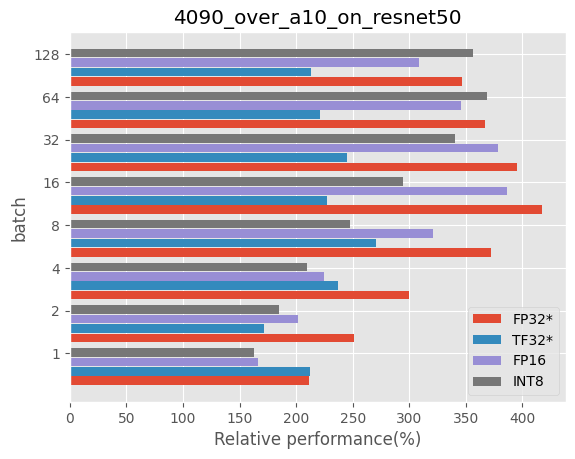 4090_over_a10_on_resnet50
batch
128
64
32
16
8
4
2
1
FP32*
TF32*
FP16
INT8
0 50 100 150 200 250 300 350 400
Relative performance(%)